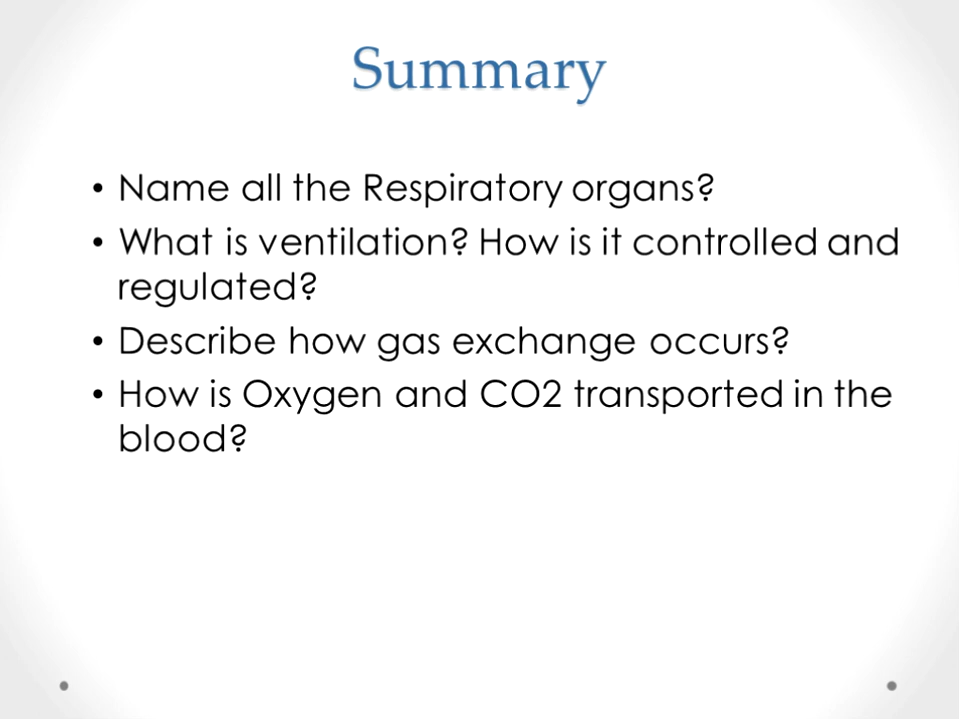 Summary
• Name all the Respiratory organs?
• What is ventilation? How is it controlled and
regulated?
• Describe how gas exchange occurs?
• How is Oxygen and CO2 transported in the
blood?